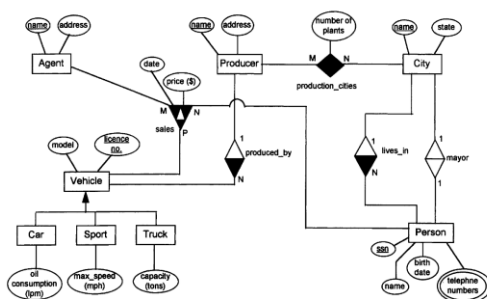 name
address
name
address
number of
plants
name
state
Agent
date
price ($)
Producer
M
N
City
production_cities
M
N
sales
P
model
licence
no.
1
produced_by
N
1
lives_in
N
1
mayor
1
Vehicle
Car
Sport
Truck
Person
ssn
birth
date
name
telephne
numbers
oil
consumption
(lpm)
max_speed
(mph)
capacity
(tons)